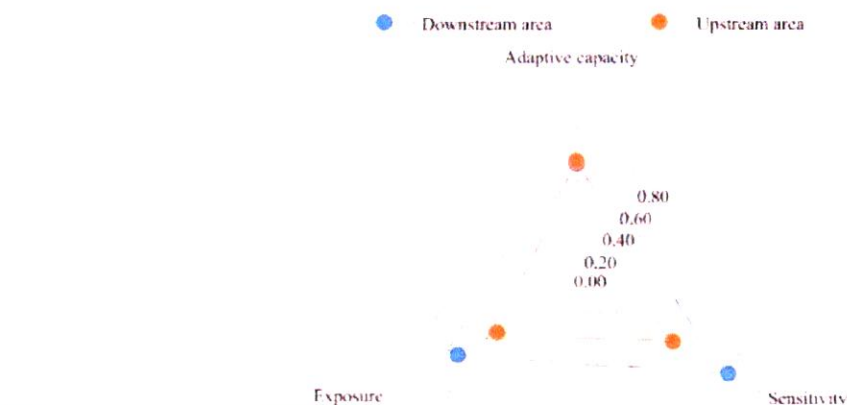 Downstream area Upstream area
Adaptive capacity
0.80
0.60
0.40
0.20
0.00
Exposure Sensitivity